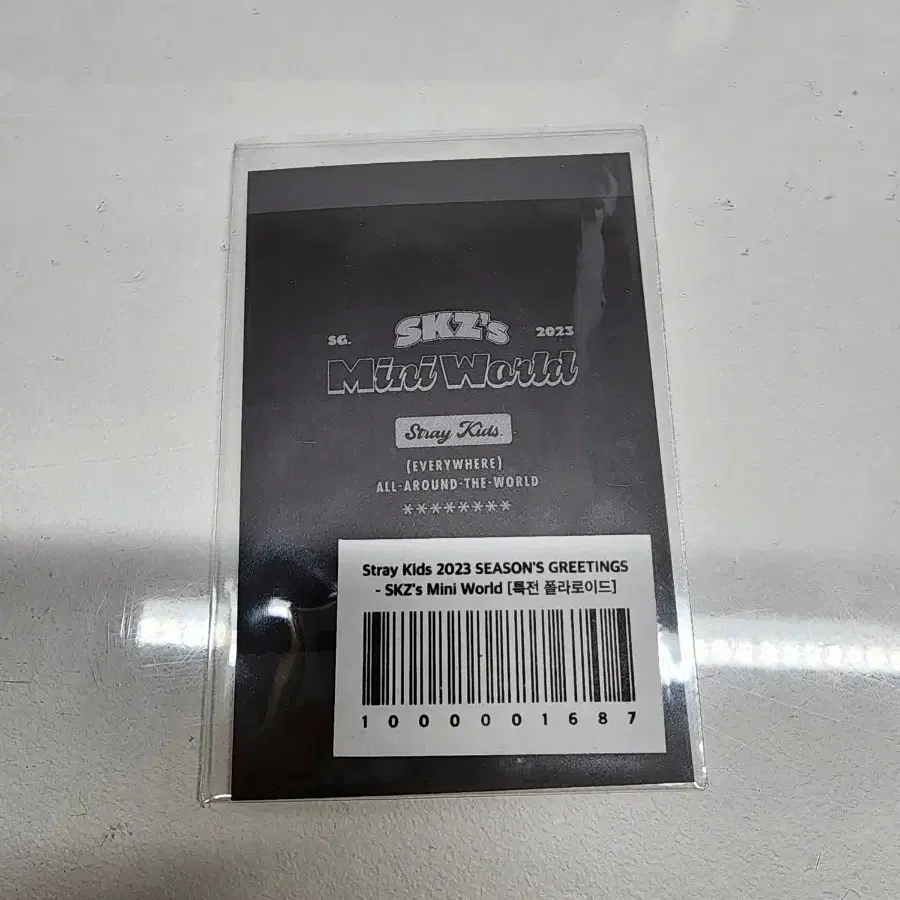 SG. SKZ's 2023
Mini World
Stray Kids.
(EVERYWHERE)
ALL-AROUND-THE-WORLD
********
Stray Kids 2023 SEASON'S GREETINGS
- SKZ's Mini World [특전 폴라로이드]
1000001687